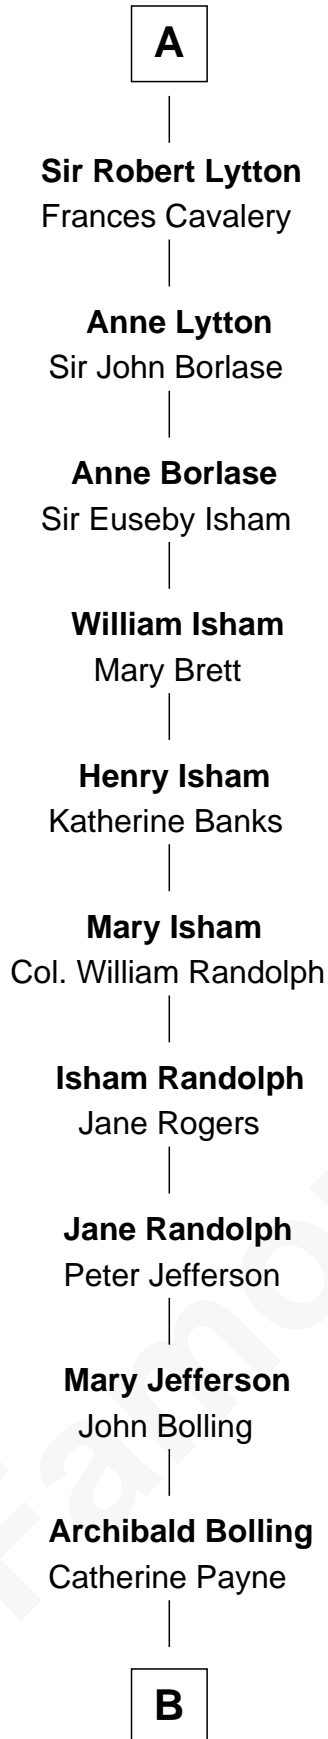 A
Sir Robert Lytton
Frances Cavalery
Anne Lytton
Sir John Borlase
Anne Borlase
Sir Euseby Isham
William Isham
Mary Brett
Henry Isham
Katherine Banks
Mary Isham
Col. William Randolph
Isham Randolph
Jane Rogers
Jane Randolph
Peter Jefferson
Mary Jefferson
John Bolling
Archibald Bolling
Catherine Payne
B